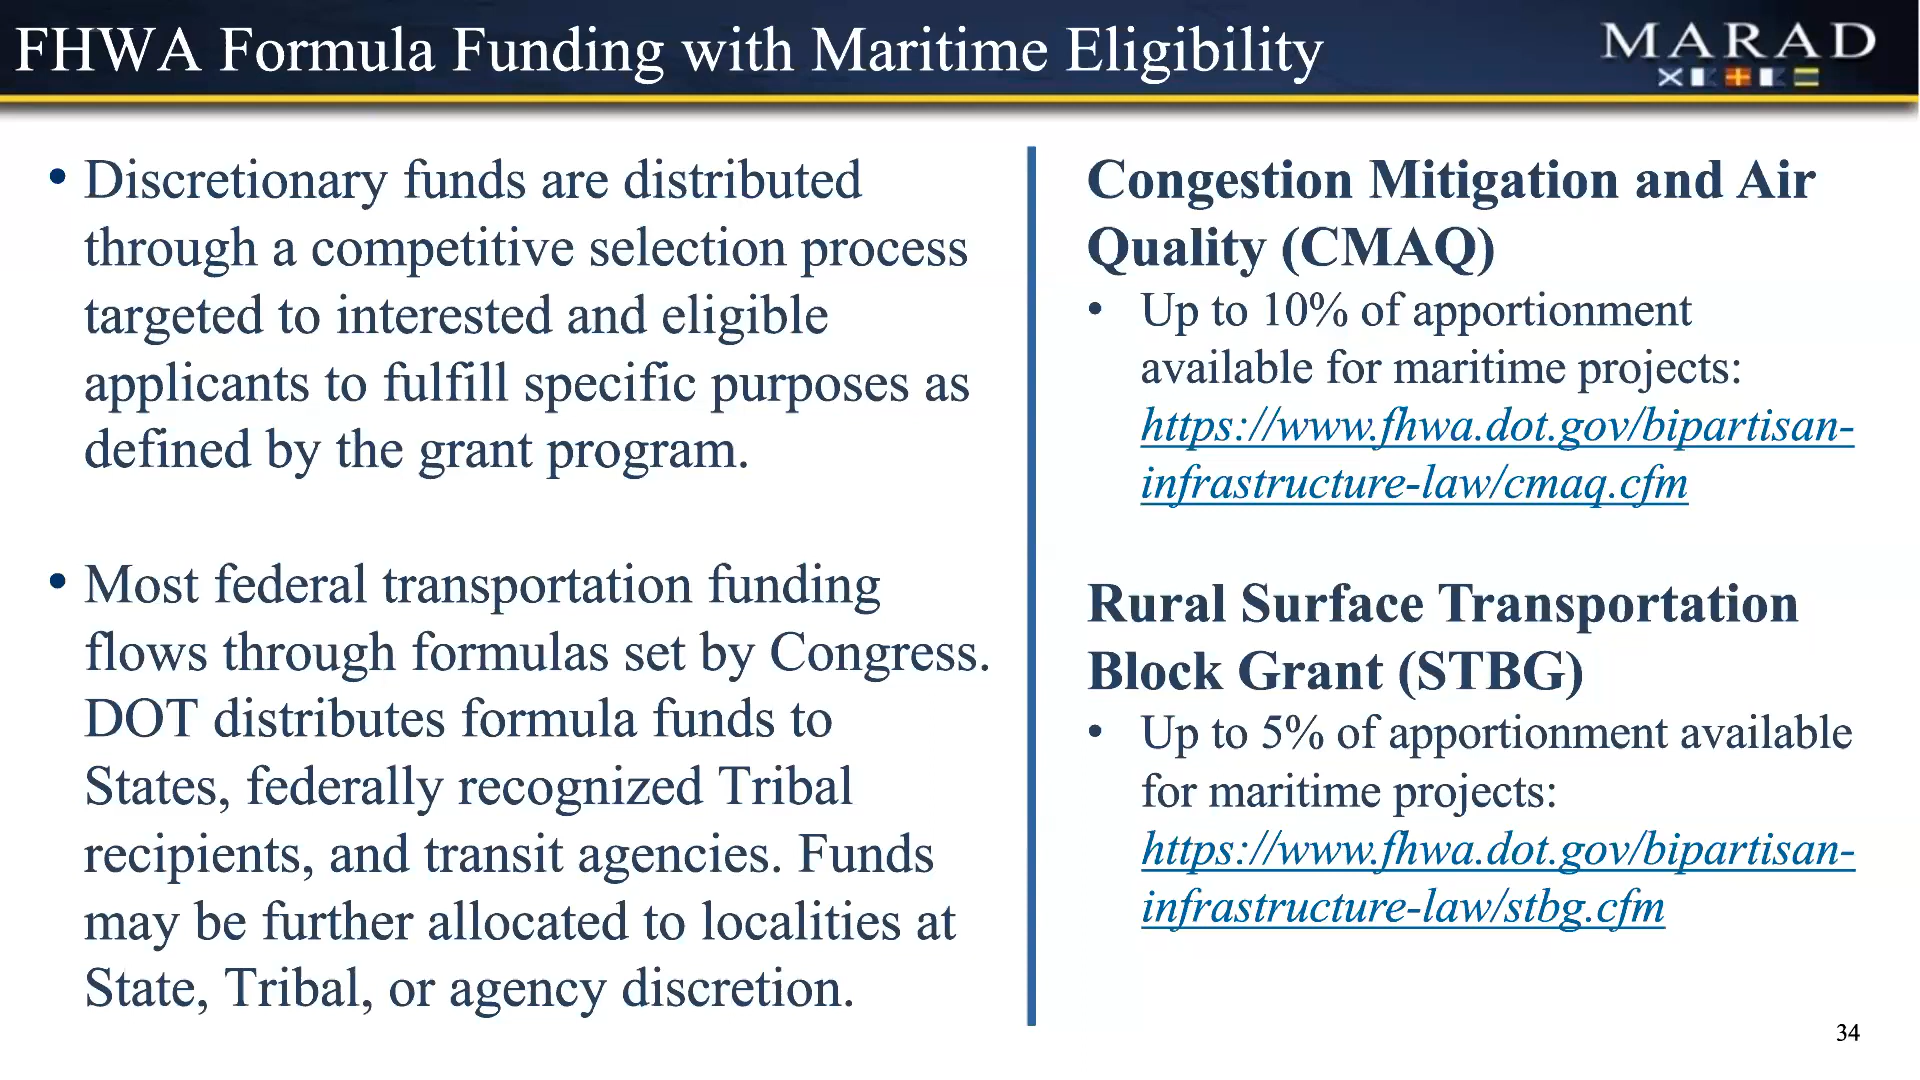 FHWA Formula Funding with Maritime Eligibility
MARAD
• Discretionary funds are distributed
through a competitive selection process
targeted to interested and eligible
applicants to fulfill specific purposes as
defined by the grant program.
• Most federal transportation funding
flows through formulas set by Congress.
DOT distributes formula funds to
States, federally recognized Tribal
recipients, and transit agencies. Funds
may be further allocated to localities at
State, Tribal, or agency discretion.
Congestion Mitigation and Air
Quality (CMAQ)
• Up to 10% of apportionment
available for maritime projects:
https://www.fhwa.dot.gov/bipartisan-
infrastructure-law/cmaq.cfm
Rural Surface Transportation
Block Grant (STBG)
• Up to 5% of apportionment available
for maritime projects:
https://www.fhwa.dot.gov/bipartisan-
infrastructure-law/stbg.cfm
34